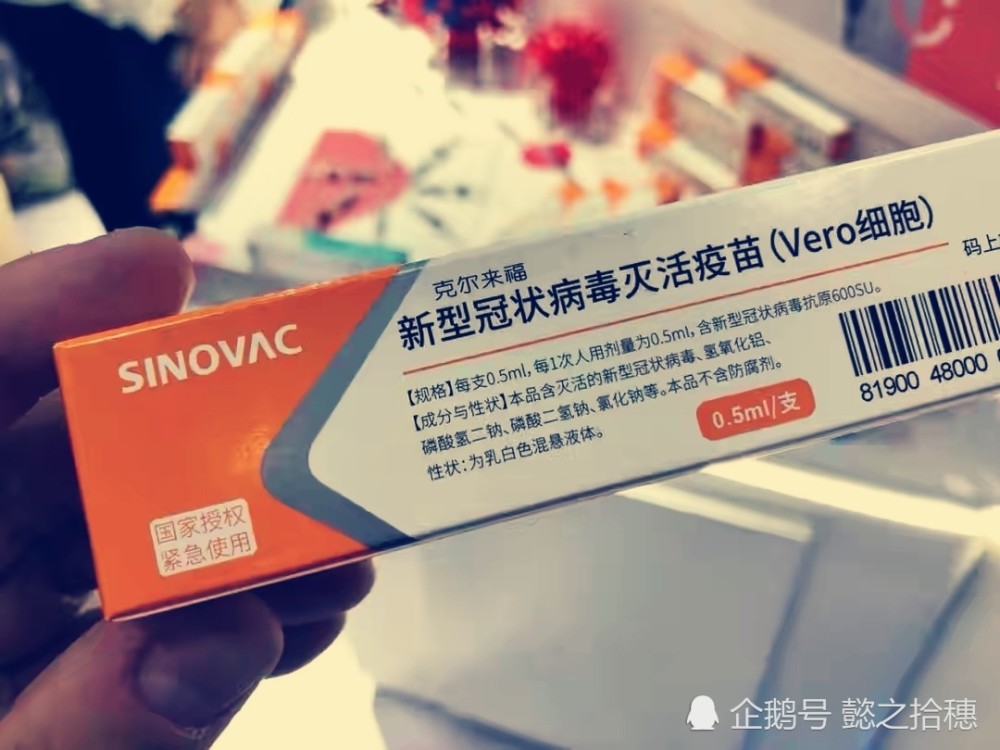 SINOVAC
国家授权
紧急使用
克尔来福
新型冠状病毒灭活疫苗(Vero细胞)
【规格】每支0.5ml,每1次人用剂量为0.5ml,含新型冠状病毒抗原600SU。
【成分与性状】本品含灭活的新型冠状病毒、氢氧化铝、
磷酸氢二钠、磷酸二氢钠、氯化钠等。本品不含防腐剂。
性状:为乳白色混悬液体。
0.5ml/支
码上
81900 48000
企鹅号 懿之拾穗